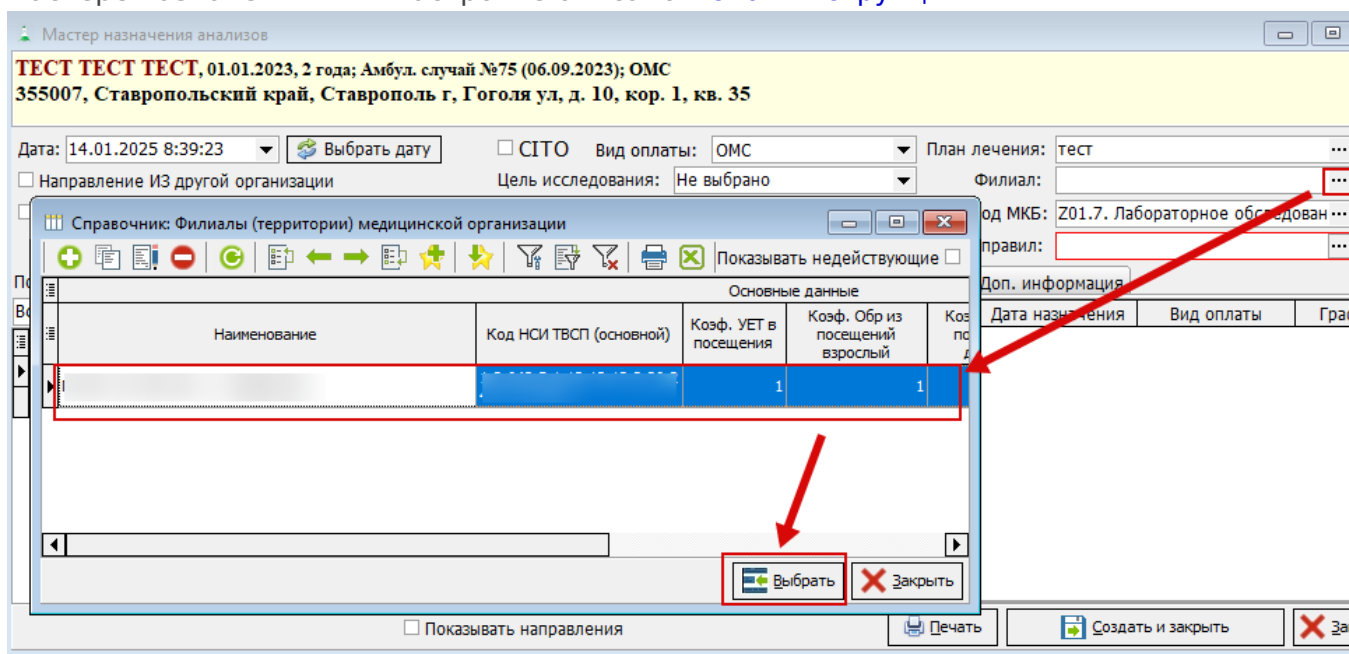 Мастер назначения анализов
ТЕСТ ТЕСТ ТЕСТ, 01.01.2023, 2 года; Амбул. случай №75 (06.09.2023); ОМС
355007, Ставропольский край, Ставрополь г, Гоголя ул, д. 10, кор. 1, кв. 35
Дата: 14.01.2025 8:39:23 Выбрать дату CITO Вид оплаты: ОМС План лечения: тест
Направление ИЗ другой организации Цель исследования: Не выбрано Филиал:
Справочник: Филиалы (территории) медицинской организации МКБ: Z01.7. Лабораторное обследован
Показывать недействующие
Доп. информация
Основные данные
Наименование Код НСИ ТВСП (основной) Коэф. УЕТ в посещения Коэф. Обр из посещений взрослый Дата назначения Вид оплаты
1 1
Выбрать Закрыть
Показывать направления Печать Создать и закрыть